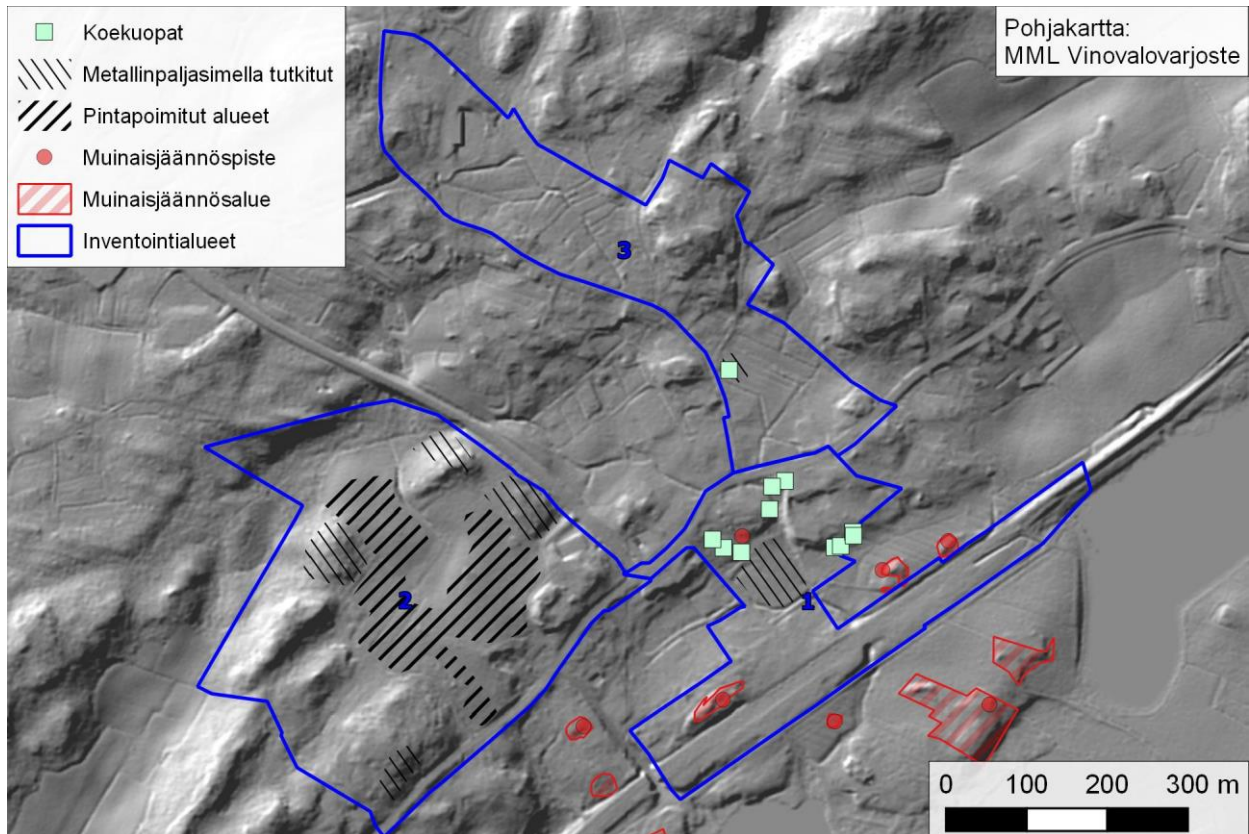 Koekuopat
Metallinpaljasimella tutkitut
Pintapoimitut alueet
Muinaisjäännöspiste
Muinaisjäännösalue
Inventointialueet
Pohjakartta:
MML Vinovalovarjoste
3
2
1
0 100 200 300 m